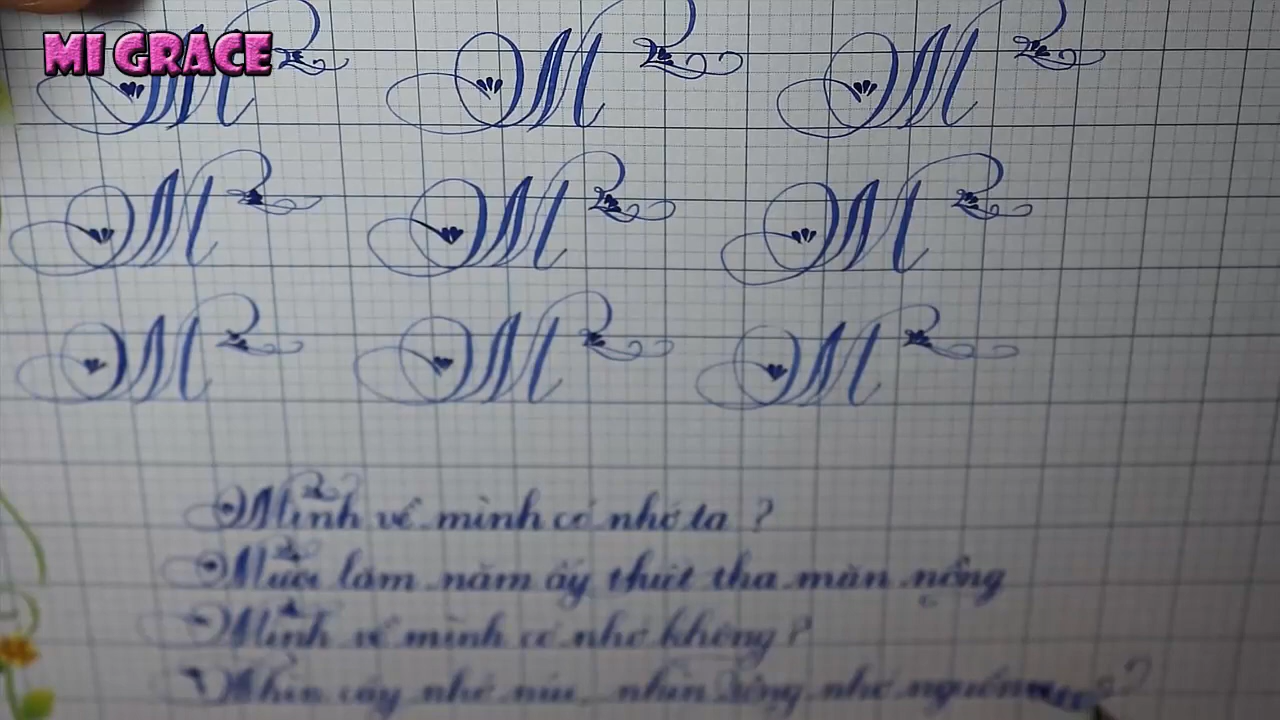 MI GRACE
M M M
M M M
M M M
Mình về mình có nhớ ta ?
Mười lăm năm ấy thiết tha mặn nồng
Mình về mình có nhớ không ?
Nhìn cây nhớ núi, nhìn sông nhớ nguồn